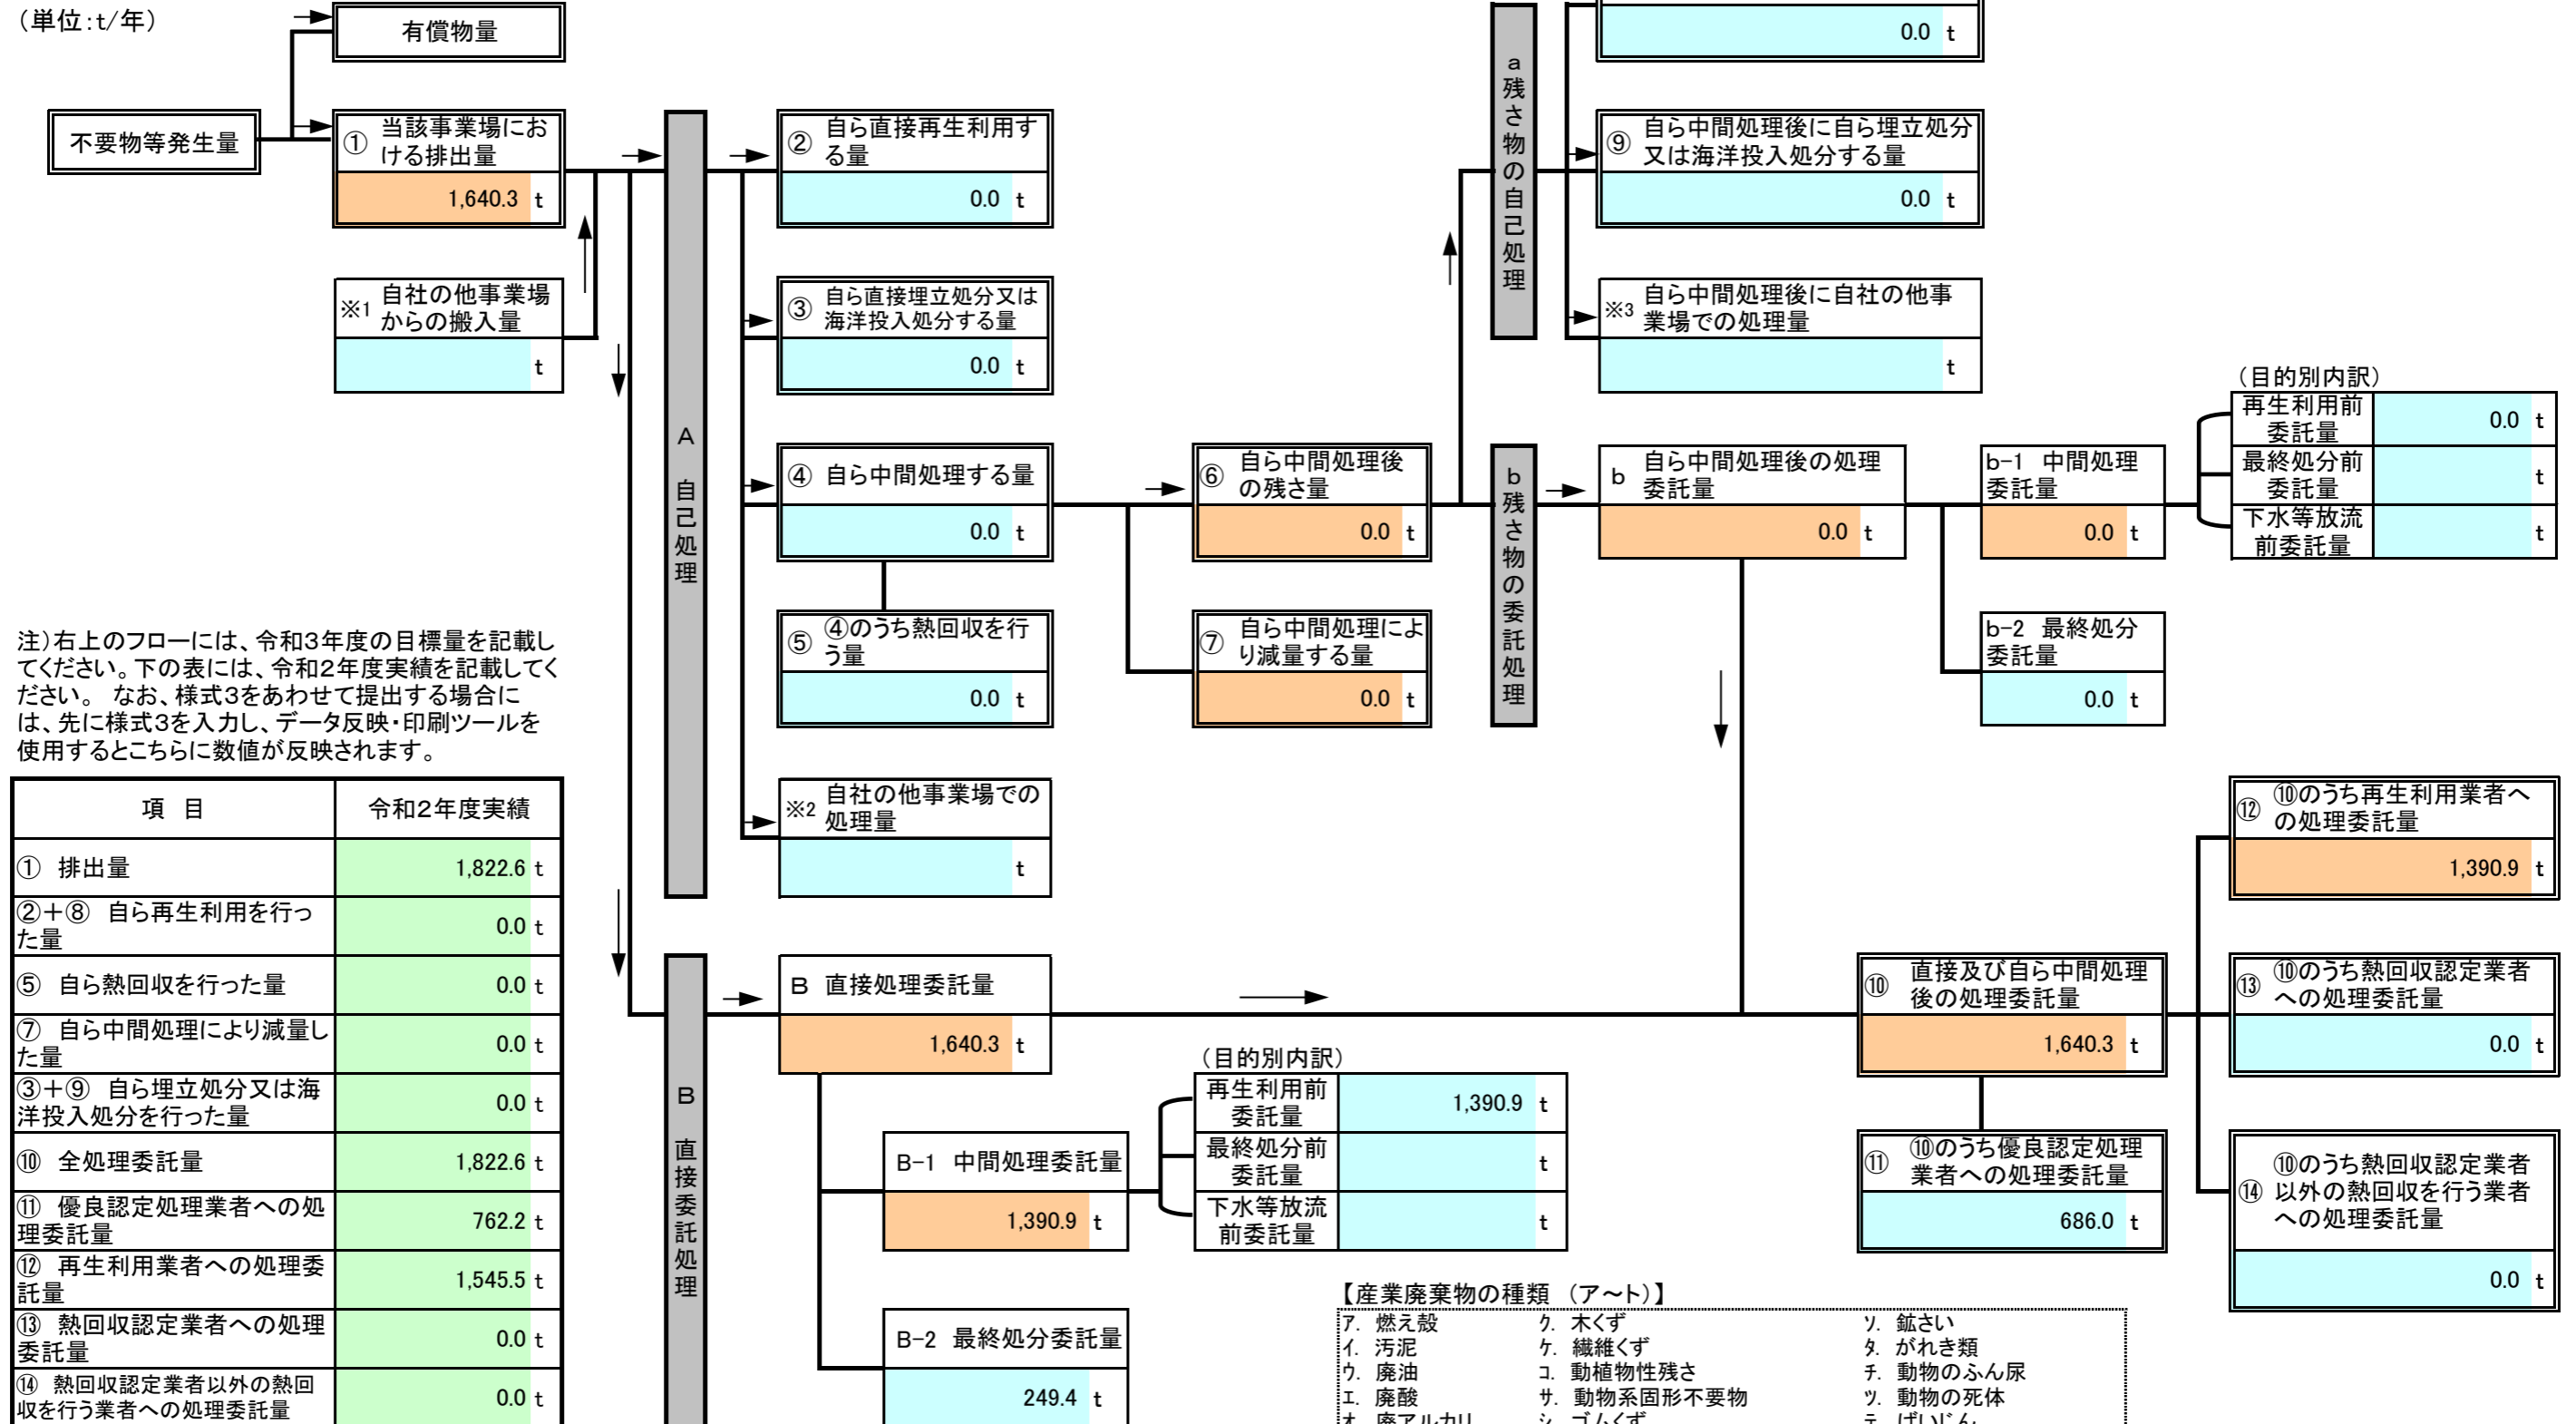 （単位:t/年）
有償物量
不要物等発生量
① 当該事業場にお
ける排出量
1,640.3 t
※1 自社の他事業場
からの搬入量
t
A 自己処理
② 自ら直接再生利用す
る量
0.0 t
③ 自ら直接埋立処分又は
海洋投入処分する量
0.0 t
④ 自ら中間処理する量
0.0 t
⑤ ④のうち熱回収を行
う量
0.0 t
※2 自社の他事業場での
処理量
t
⑥ 自ら中間処理後
の残さ量
0.0 t
⑦ 自ら中間処理によ
り減量する量
0.0 t
a 残さ物の自己処理
0.0 t
⑨ 自ら中間処理後に自ら埋立処分
又は海洋投入処分する量
0.0 t
※3 自ら中間処理後に自社の他事
業場での処理量
t
b 残さ物の委託処理
b 自ら中間処理後の処理
委託量
0.0 t
b-1 中間処理
委託量
0.0 t
b-2 最終処分
委託量
0.0 t
（目的別内訳）
再生利用前
委託量
0.0 t
最終処分前
委託量
t
下水等放流
前委託量
t
注）右上のフローには、令和3年度の目標量を記載し
てください。下の表には、令和2年度実績を記載してく
ださい。 なお、様式3をあわせて提出する場合に
は、先に様式3を入力し、データ反映・印刷ツールを
使用するとこちらに数値が反映されます。
項 目 令和2年度実績
① 排出量 1,822.6 t
②＋⑧ 自ら再生利用を行っ
た量 0.0 t
⑤ 自ら熱回収を行った量 0.0 t
⑦ 自ら中間処理により減量し
た量 0.0 t
③＋⑨ 自ら埋立処分又は海
洋投入処分を行った量 0.0 t
⑩ 全処理委託量 1,822.6 t
⑪ 優良認定処理業者への処
理委託量 762.2 t
⑫ 再生利用業者への処理委
託量 1,545.5 t
⑬ 熱回収認定業者への処理
委託量 0.0 t
⑭ 熱回収認定業者以外の熱回
収を行う業者への処理委託量 0.0 t
B 直接委託処理
B 直接処理委託量
1,640.3 t
B-1 中間処理委託量
1,390.9 t
B-2 最終処分委託量
249.4 t
（目的別内訳）
再生利用前
委託量
1,390.9 t
最終処分前
委託量
t
下水等放流
前委託量
t
⑩ 直接及び自ら中間処理
後の処理委託量
1,640.3 t
⑪ ⑩のうち優良認定処理
業者への処理委託量
686.0 t
⑫ ⑩のうち再生利用業者へ
の処理委託量
1,390.9 t
⑬ ⑩のうち熱回収認定業者
への処理委託量
0.0 t
⑭ ⑩のうち熱回収認定業者
以外の熱回収を行う業者
への処理委託量
0.0 t
【産業廃棄物の種類 （ア～ト）】
ア. 燃え殻 ク. 木くず ソ. 鉱さい
イ. 汚泥 ケ. 繊維くず タ. がれき類
ウ. 廃油 コ. 動植物性残さ チ. 動物のふん尿
エ. 廃酸 サ. 動物系固形不要物 ツ. 動物の死体
オ. 廃アルカリ シ. ゴムくず テ. ばいじん